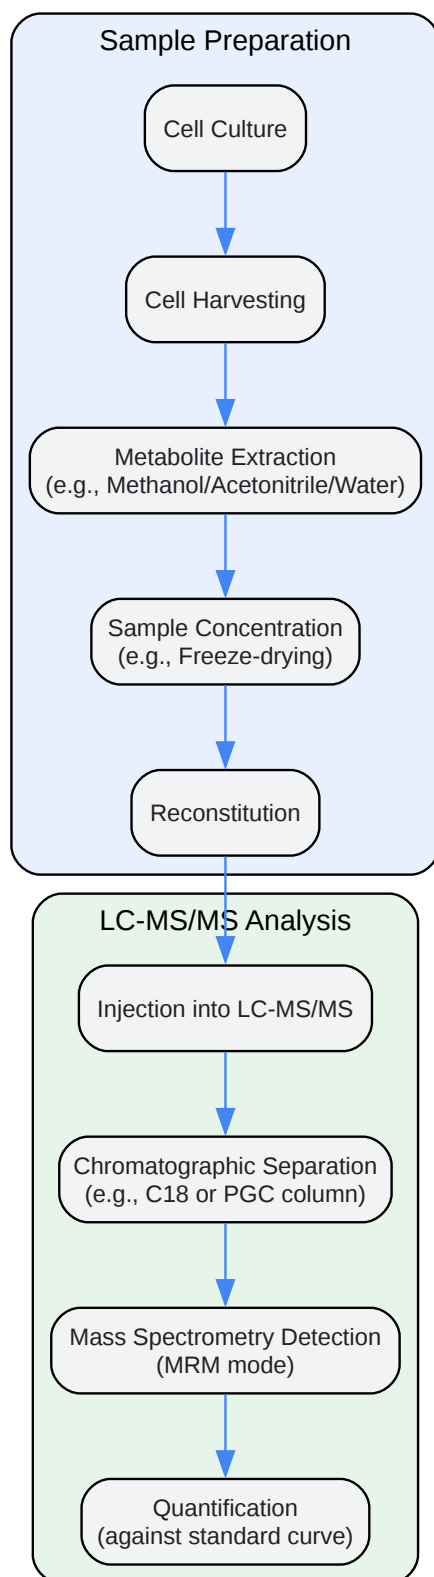 Sample Preparation
Cell Culture
Cell Harvesting
Metabolite Extraction
(e.g., Methanol/Acetonitrile/Water)
Sample Concentration
(e.g., Freeze-drying)
Reconstitution
LC-MS/MS Analysis
Injection into LC-MS/MS
Chromatographic Separation
(e.g., C18 or PGC column)
Mass Spectrometry Detection
(MRM mode)
Quantification
(against standard curve)